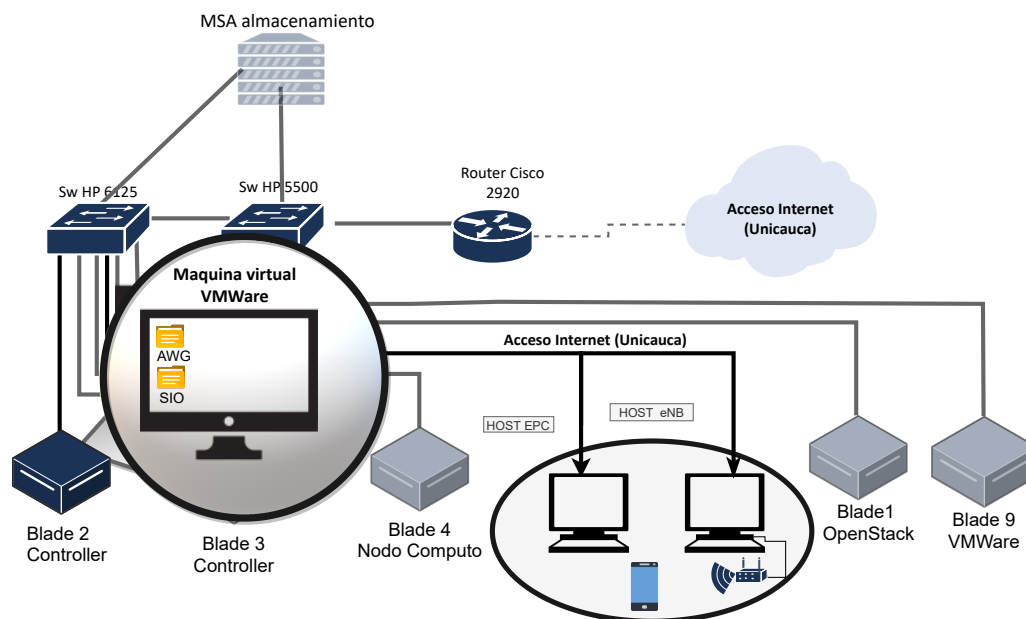 MSA almacenamiento
Sw HP 6125
Sw HP 5500
Router Cisco
2920
Acceso Internet
(Unicauca)
Maquina virtual
VMWare
AWG
SIO
Acceso Internet (Unicauca)
HOST EPC
HOST eNB
Blade 2
Controller
Blade 3
Controller
Blade 4
Nodo Computo
Blade1
OpenStack
Blade 9
VMWare